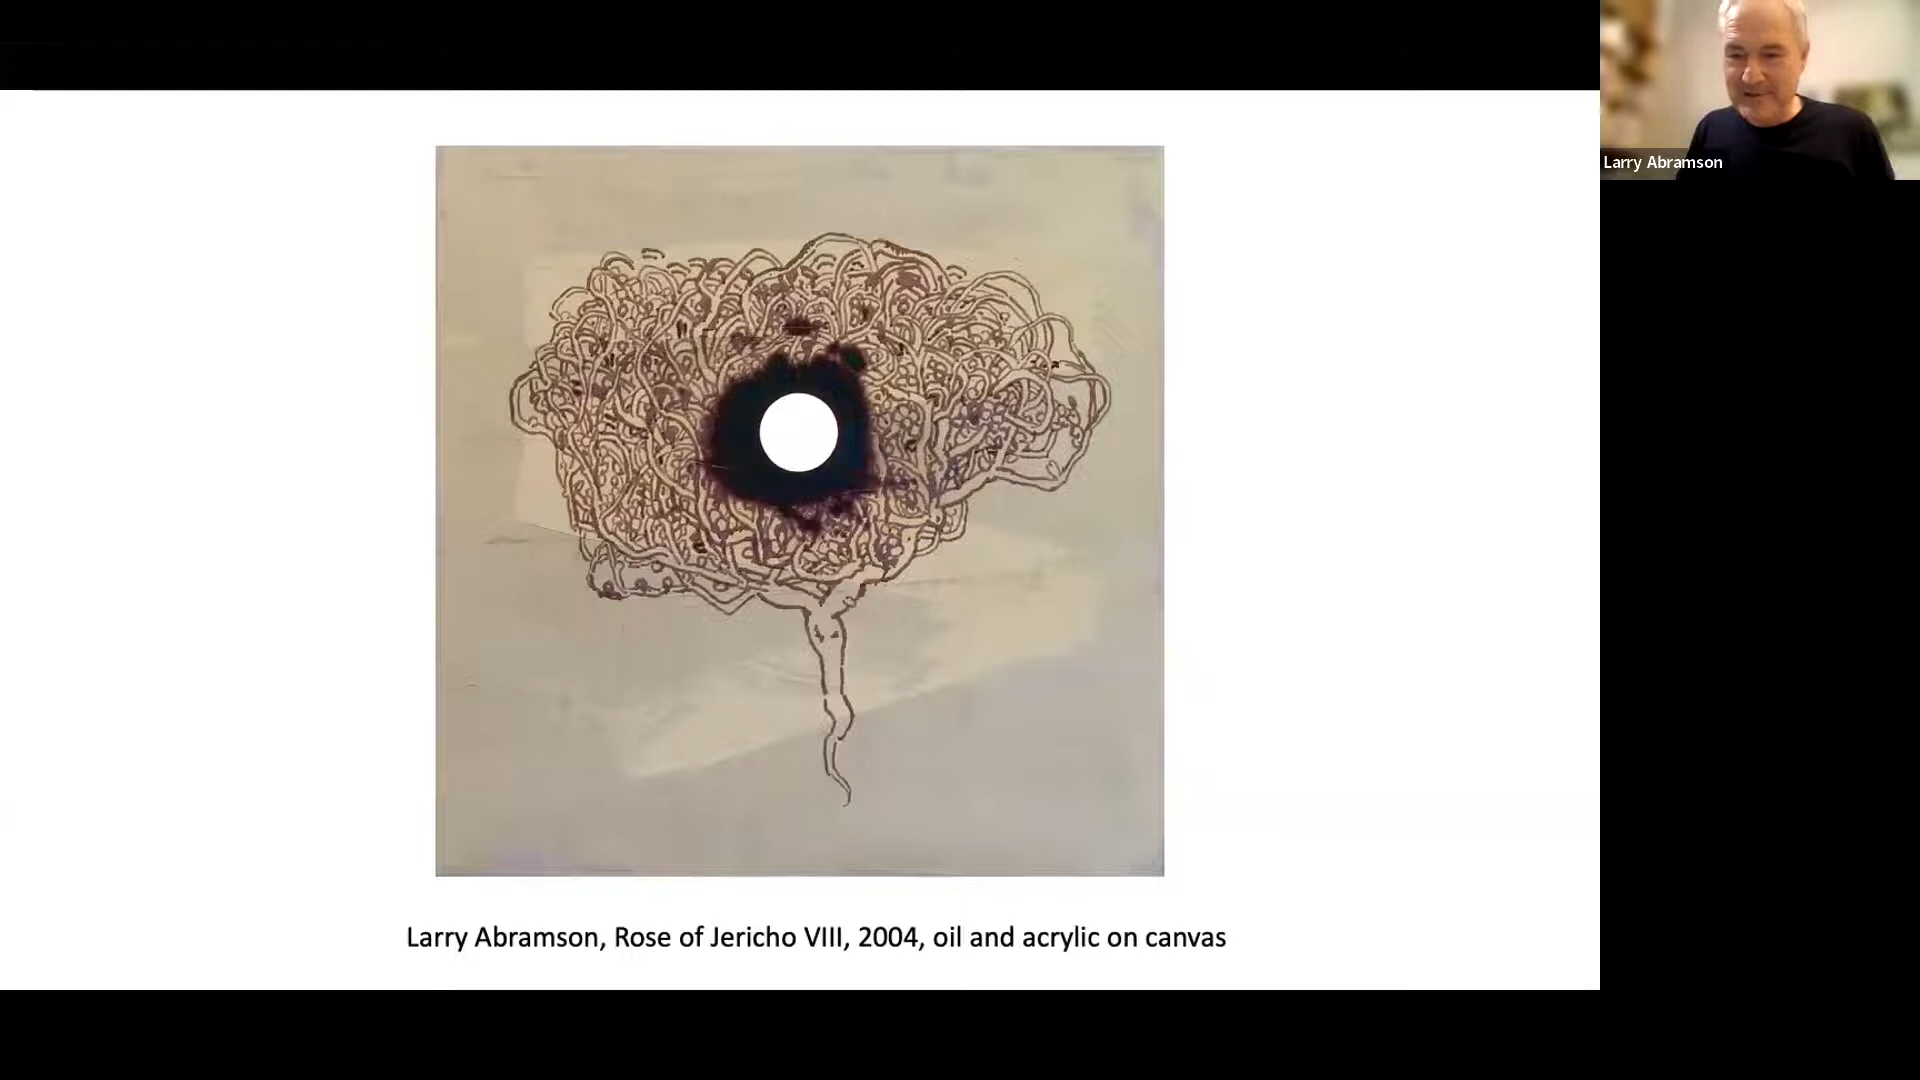 Larry Abramson
Larry Abramson, Rose of Jericho VIII, 2004, oil and acrylic on canvas